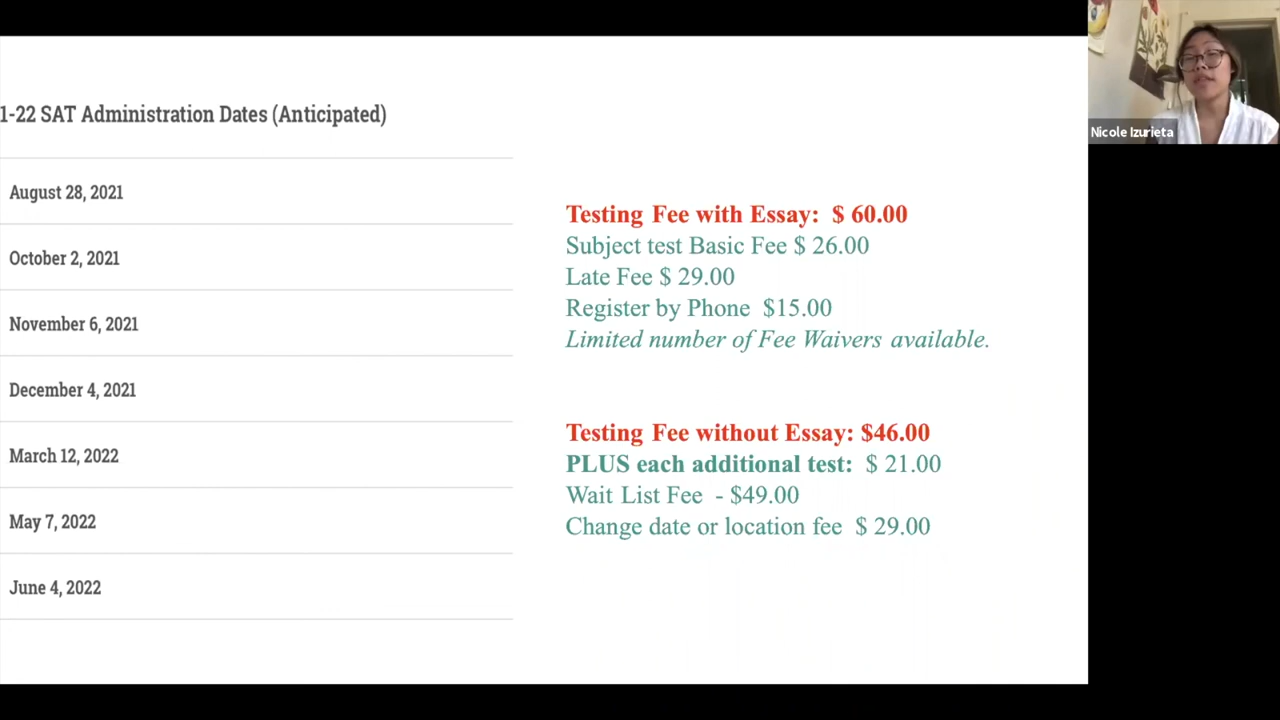 1-22 SAT Administration Dates (Anticipated)
August 28, 2021
October 2, 2021
November 6, 2021
December 4, 2021
March 12, 2022
May 7, 2022
June 4, 2022
Testing Fee with Essay: $ 60.00
Subject test Basic Fee $ 26.00
Late Fee $ 29.00
Register by Phone $15.00
Limited number of Fee Waivers available.
Testing Fee without Essay: $46.00
PLUS each additional test: $ 21.00
Wait List Fee - $49.00
Change date or location fee $ 29.00
Nicole Izurieta